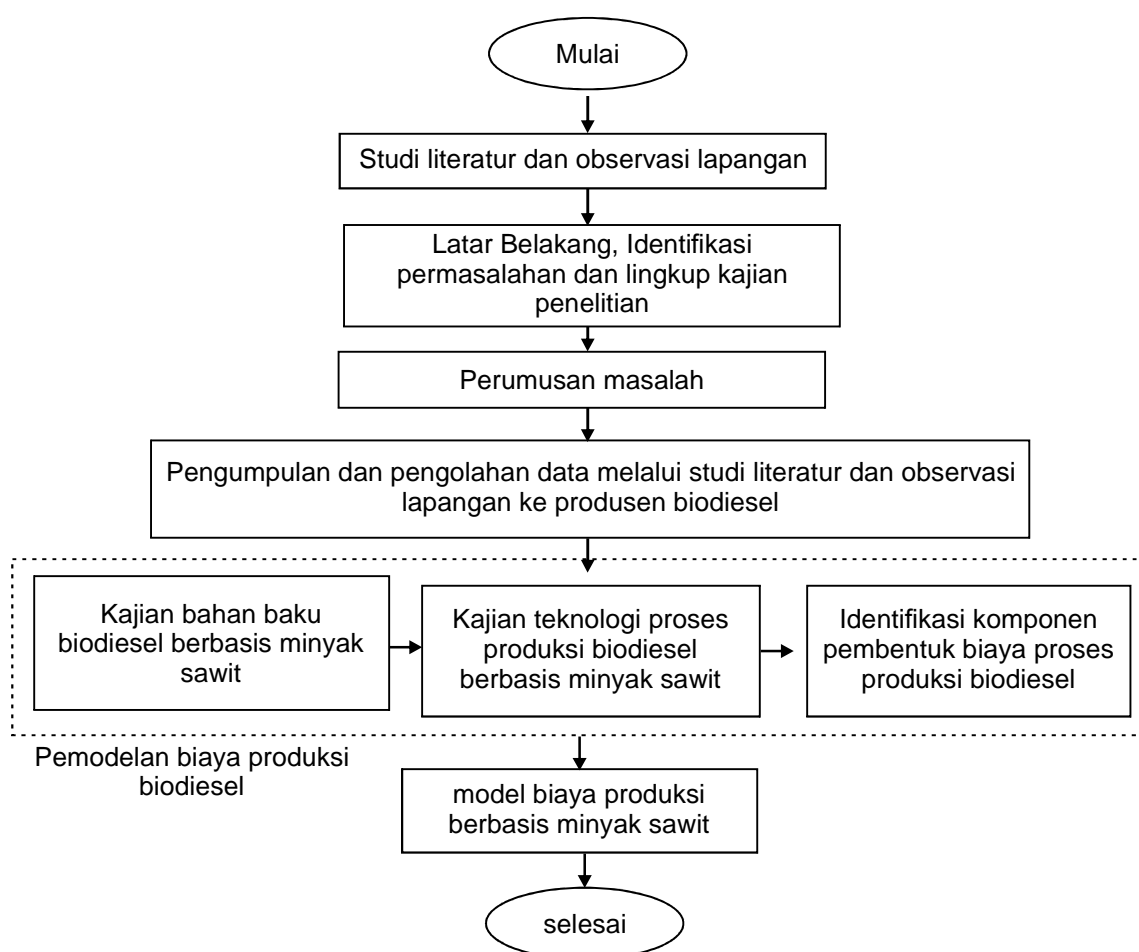 Mulai
Studi literatur dan observasi lapangan
Latar Belakang, Identifikasi
permasalahan dan lingkup kajian
penelitian
Perumusan masalah
Pengumpulan dan pengolahan data melalui studi literatur dan observasi
lapangan ke produsen biodiesel
Kajian bahan baku
biodiesel berbasis minyak
sawit
Kajian teknologi proses
produksi biodiesel
berbasis minyak sawit
Identifikasi komponen
pembentuk biaya proses
produksi biodiesel
Pemodelan biaya produksi
biodiesel
model biaya produksi
berbasis minyak sawit
selesai